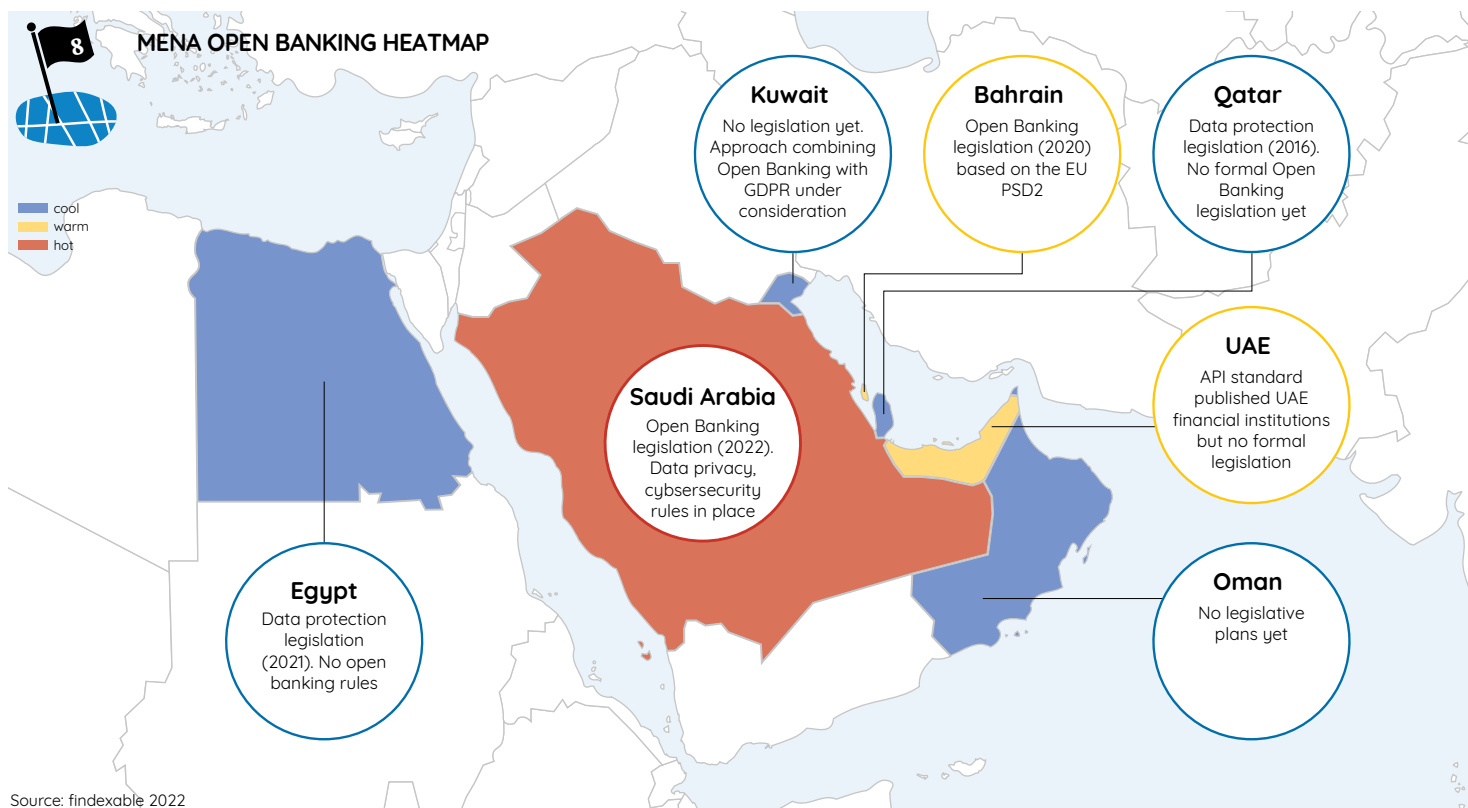 8
MENA OPEN BANKING HEATMAP
cool
warm
hot
Kuwait
No legislation yet.
Approach combining
Open Banking with
GDPR under
consideration
Bahrain
Open Banking
legislation (2020)
based on the EU
PSD2
Qatar
Data protection
legislation (2016).
No formal Open
Banking
legislation yet
UAE
API standard
published UAE
financial institutions
but no formal
legislation
Saudi Arabia
Open Banking
legislation (2022).
Data privacy,
cybsersecurity
rules in place
Egypt
Data protection
legislation
(2021). No open
banking rules
Oman
No legislative
plans yet
Source: findexable 2022